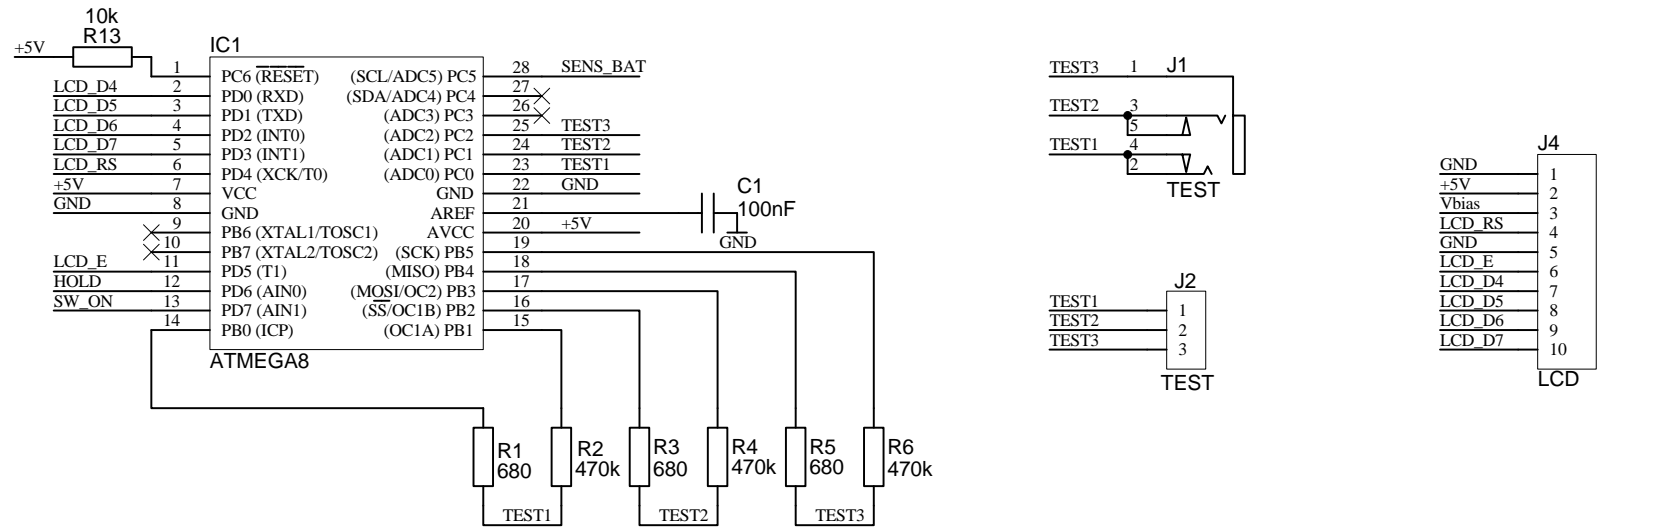 10k
R13
+5V
IC1
1 PC6 (RESET) (SCL/ADC5) PC5 28 SENS_BAT
LCD_D4 2 PD0 (RXD) (SDA/ADC4) PC4 27
LCD_D5 3 PD1 (TXD) (ADC3) PC3 26
LCD_D6 4 PD2 (INT0) (ADC2) PC2 25 TEST3
LCD_D7 5 PD3 (INT1) (ADC1) PC1 24 TEST2
LCD_RS 6 PD4 (XCK/T0) (ADC0) PC0 23 TEST1
+5V 7 VCC GND 22 GND
GND 8 GND AREF 21
9 PB6 (XTAL1/TOSC1) AVCC 20 +5V
10 PB7 (XTAL2/TOSC2) (SCK) PB5 19
LCD_E 11 PD5 (T1) (MISO) PB4 18
HOLD 12 PD6 (AIN0) (MOSI/OC2) PB3 17
SW_ON 13 PD7 (AIN1) (SS/OC1B) PB2 16
14 PB0 (ICP) (OC1A) PB1 15
ATMEGA8
C1
100nF
GND
R1
680
R2
470k
R3
680
R4
470k
R5
680
R6
470k
TEST1
TEST2
TEST3
TEST3 1 J1
TEST2 3
5
TEST1 4
2
TEST
J2
TEST1 1
TEST2 2
TEST3 3
TEST
J4
GND 1
+5V 2
Vbias 3
LCD_RS 4
GND 5
LCD_E 6
LCD_D4 7
LCD_D5 8
LCD_D6 9
LCD_D7 10
LCD